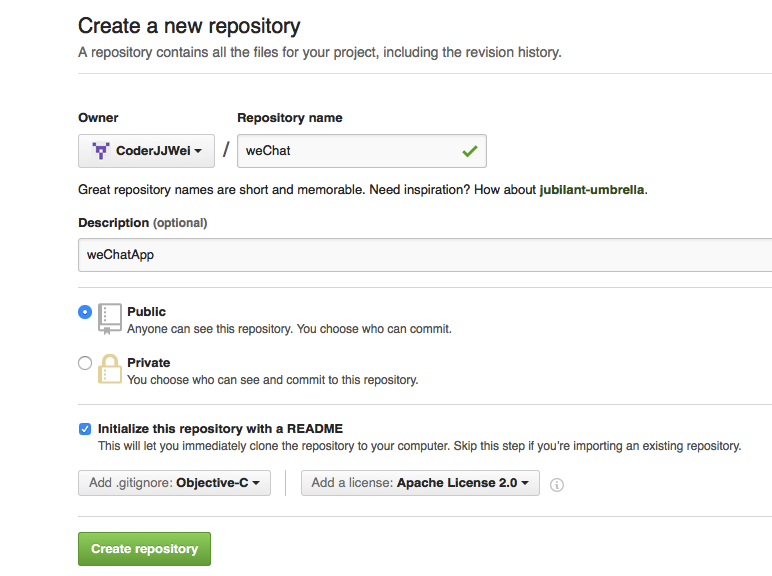 Create a new repository
A repository contains all the files for your project, including the revision history.
Owner Repository name
CoderJJWei / weChat
Great repository names are short and memorable. Need inspiration? How about jubilant-umbrella.
Description (optional)
weChatApp
Public
Anyone can see this repository. You choose who can commit.
Private
You choose who can see and commit to this repository.
Initialize this repository with a README
This will let you immediately clone the repository to your computer. Skip this step if you're importing an existing repository.
Add .gitignore: Objective-C Add a license: Apache License 2.0
Create repository